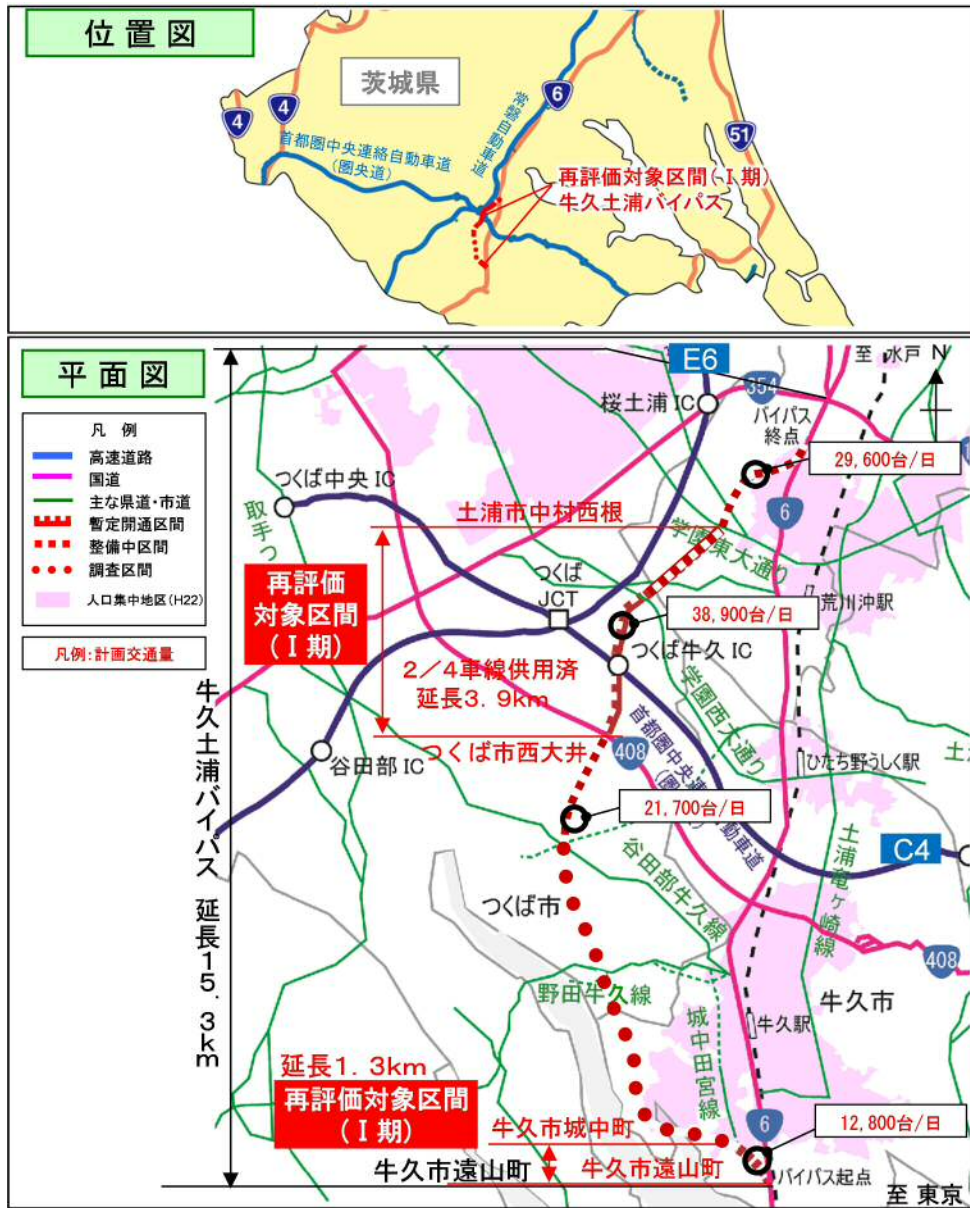 位置図
茨城県
4
4
6
51
常磐自動車道
首都圏中央連絡自動車道
(圏央道)
再評価対象区間(Ⅰ期)
牛久土浦バイパス
平面図
凡 例
高速道路
国道
主な県道・市道
暫定開通区間
整備中区間
調査区間
人口集中地区(H22)
凡例:計画交通量
E6
354
至 水戸
N
桜土浦 IC
バイパス
終点
29,600台/日
つくば中央 IC
6
取手つ
土浦市中村西根
学園東大通り
再評価
対象区間
(Ⅰ期)
つくば
JCT
荒川沖駅
38,900台/日
つくば牛久 IC
2/4車線供用済
延長3.9km
学園西大通り
つくば市西大井
408
谷田部 IC
ひたち野うしく駅
首都圏中央連絡自動車道
21,700台/日
牛久土浦バイパス 延長15.3km
C4
土浦竜ヶ崎線
谷田部牛久線
つくば市
408
野田牛久線
牛久市
牛久駅
城中田宮線
延長1.3km
再評価対象区間
(Ⅰ期)
6
12,800台/日
牛久市城中町
牛久市遠山町
牛久市遠山町
バイパス起点
至 東京